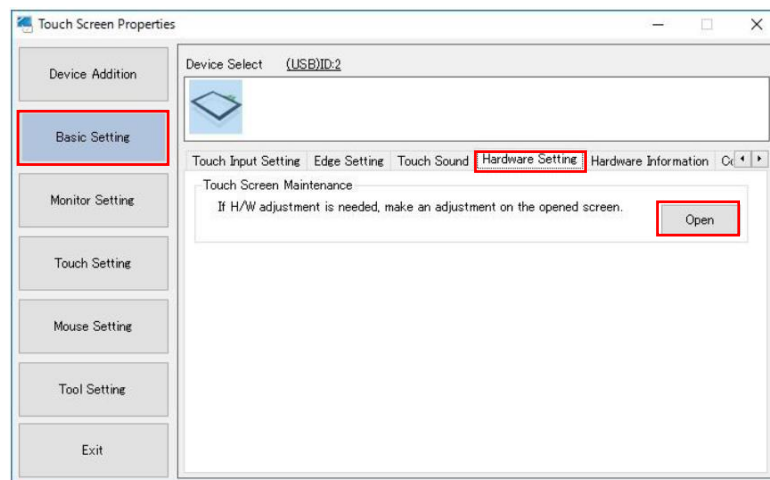 Touch Screen Properties
Device Addition
Basic Setting
Monitor Setting
Touch Setting
Mouse Setting
Tool Setting
Exit
Device Select (USB)ID:2
Touch Input Setting Edge Setting Touch Sound Hardware Setting Hardware Information
Touch Screen Maintenance
If H/W adjustment is needed, make an adjustment on the opened screen.
Open